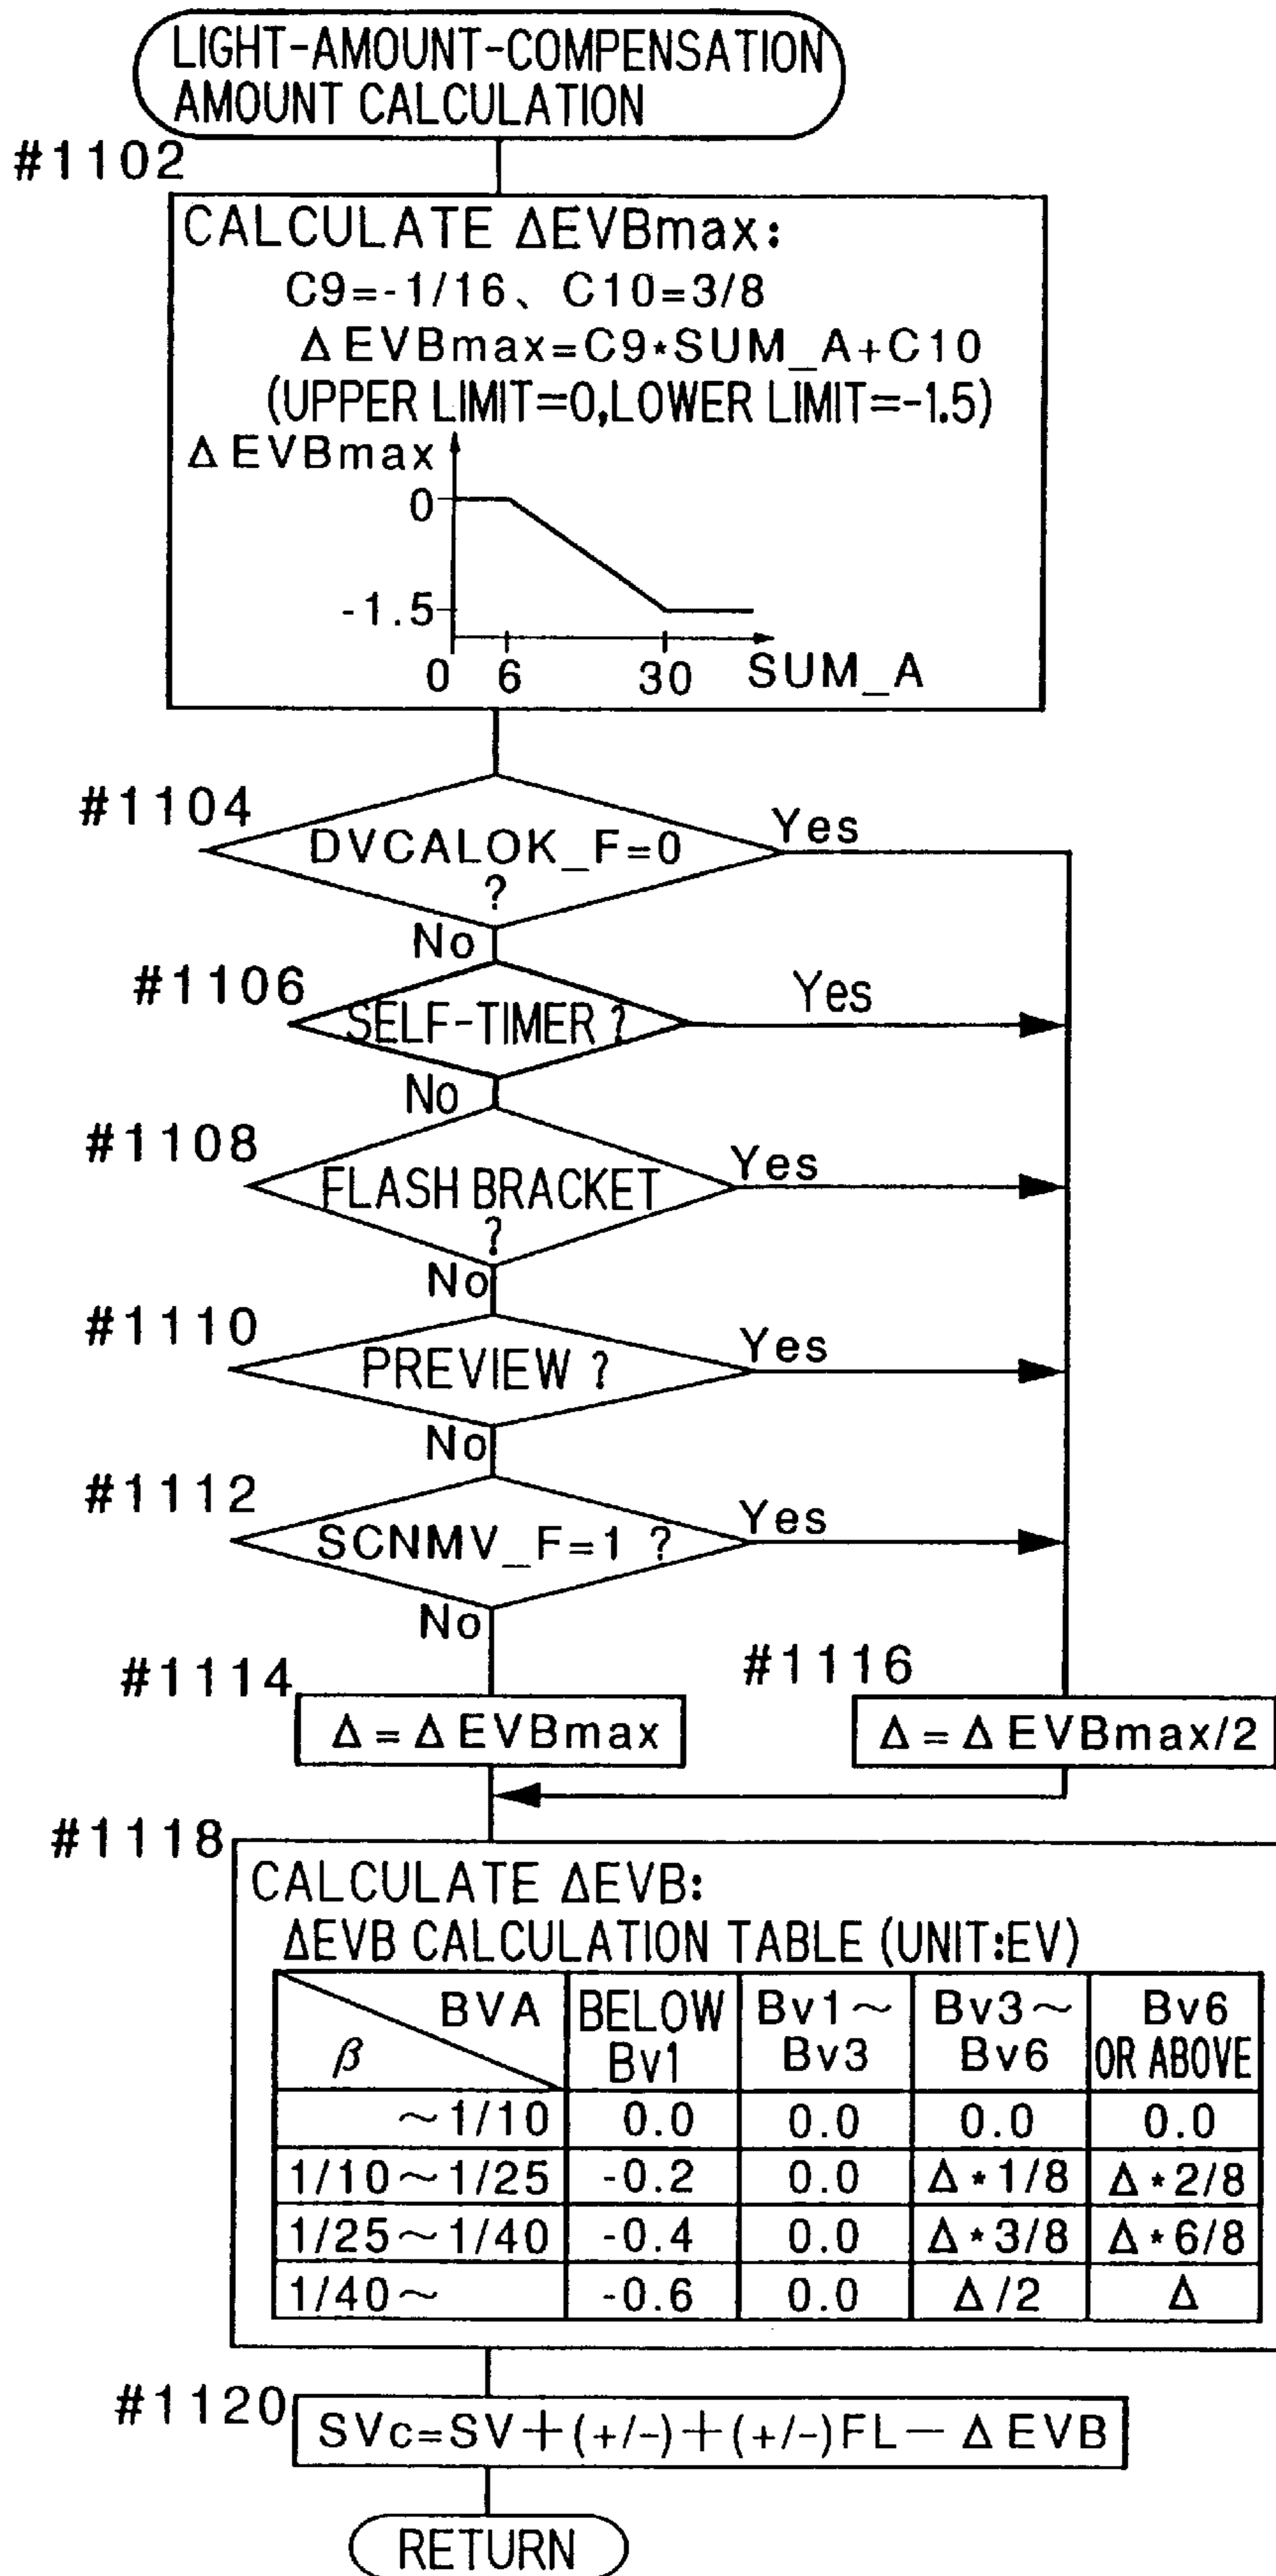 LIGHT-AMOUNT-COMPENSATION
AMOUNT CALCULATION
#1102
CALCULATE ΔEVBmax:
C9=-1/16、C10=3/8
ΔEVBmax=C9*SUM_A+C10
(UPPER LIMIT=0,LOWER LIMIT=-1.5)
ΔEVBmax
0
-1.5
0 6 30 SUM_A
#1104
DVCALOK_F=0
?
Yes
No
#1106
SELF-TIMER ?
Yes
No
#1108
FLASH BRACKET
?
Yes
No
#1110
PREVIEW ?
Yes
No
#1112
SCNMV_F=1 ?
Yes
No
#1114
Δ=ΔEVBmax
#1116
Δ=ΔEVBmax/2
#1118
CALCULATE ΔEVB:
ΔEVB CALCULATION TABLE (UNIT:EV)
BVA BELOW Bv1~ Bv3~ Bv6
β Bv1 Bv3 Bv6 OR ABOVE
~1/10 0.0 0.0 0.0 0.0
1/10~1/25 -0.2 0.0 Δ*1/8 Δ*2/8
1/25~1/40 -0.4 0.0 Δ*3/8 Δ*6/8
1/40~ -0.6 0.0 Δ/2 Δ
#1120
SVc=SV+(+/-)+(+/-)FL-ΔEVB
RETURN